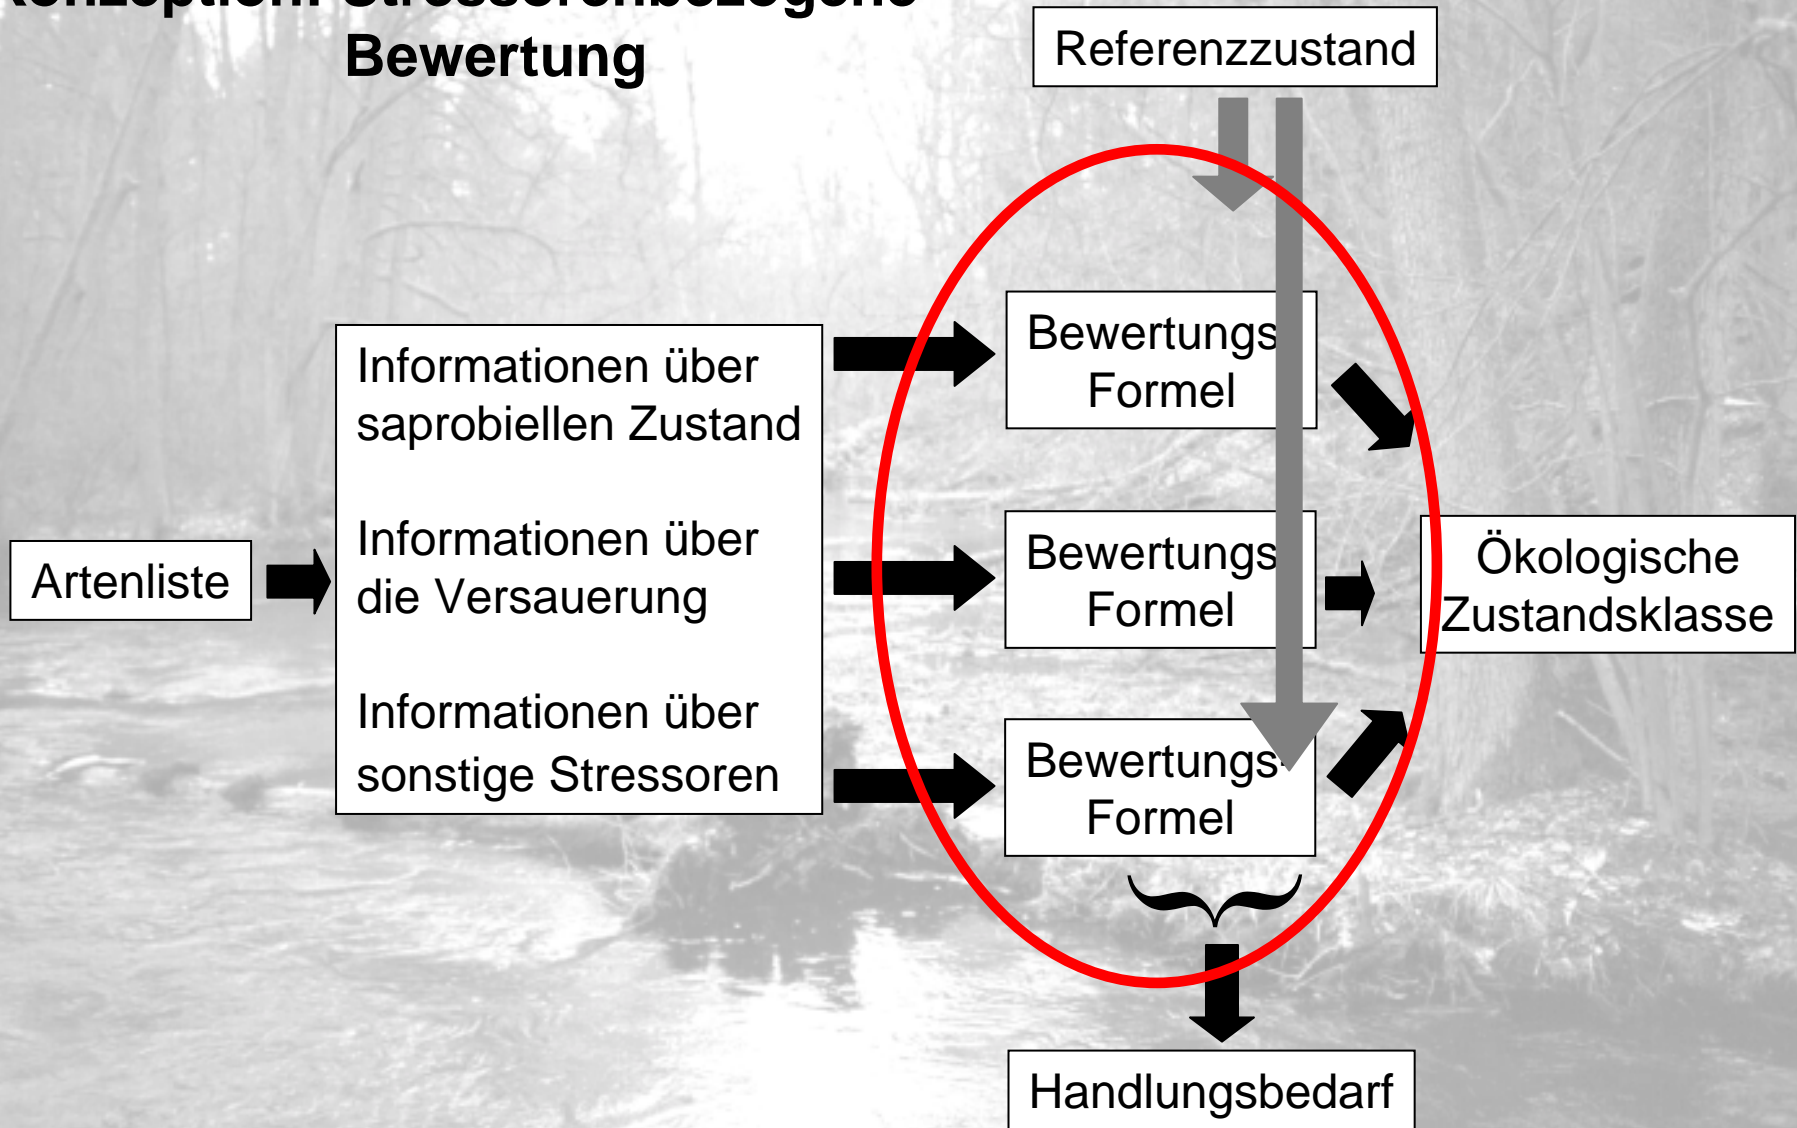 Bewertung
Referenzzustand
Informationen über
saprobiellen Zustand
Informationen über
die Versauerung
Informationen über
sonstige Stressoren
Artenliste
Bewertungs
Formel
Bewertungs
Formel
Bewertungs-
Formel
Ökologische
Zustandsklasse
Handlungsbedarf